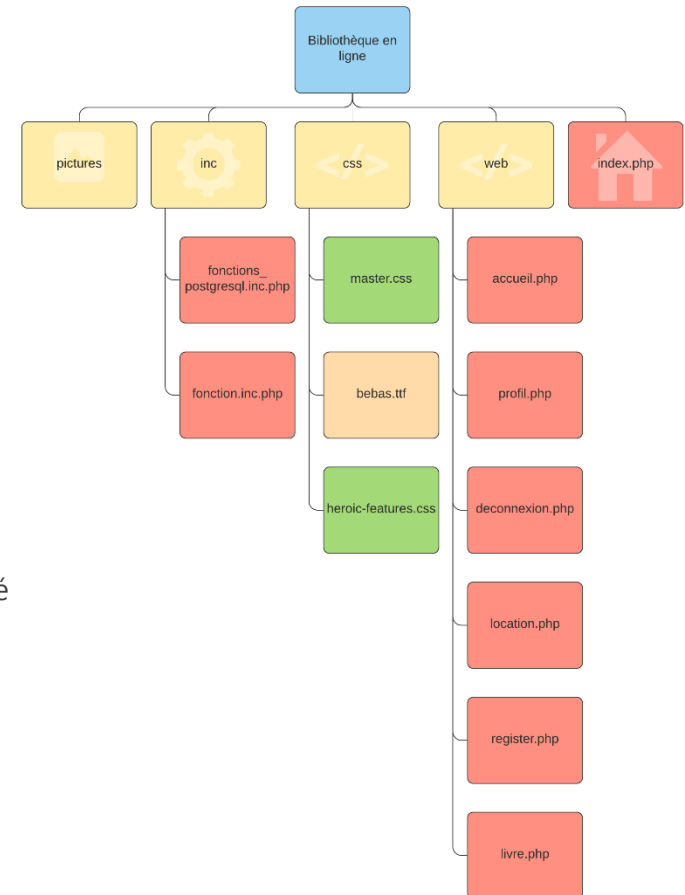 Bibliothèque en
ligne
pictures
inc
css
web
index.php
fonctions_
postgresql.inc.php
master.css
accueil.php
fonction.inc.php
bebas.ttf
profil.php
heroic-features.css
deconnexion.php
é
location.php
register.php
livre.php